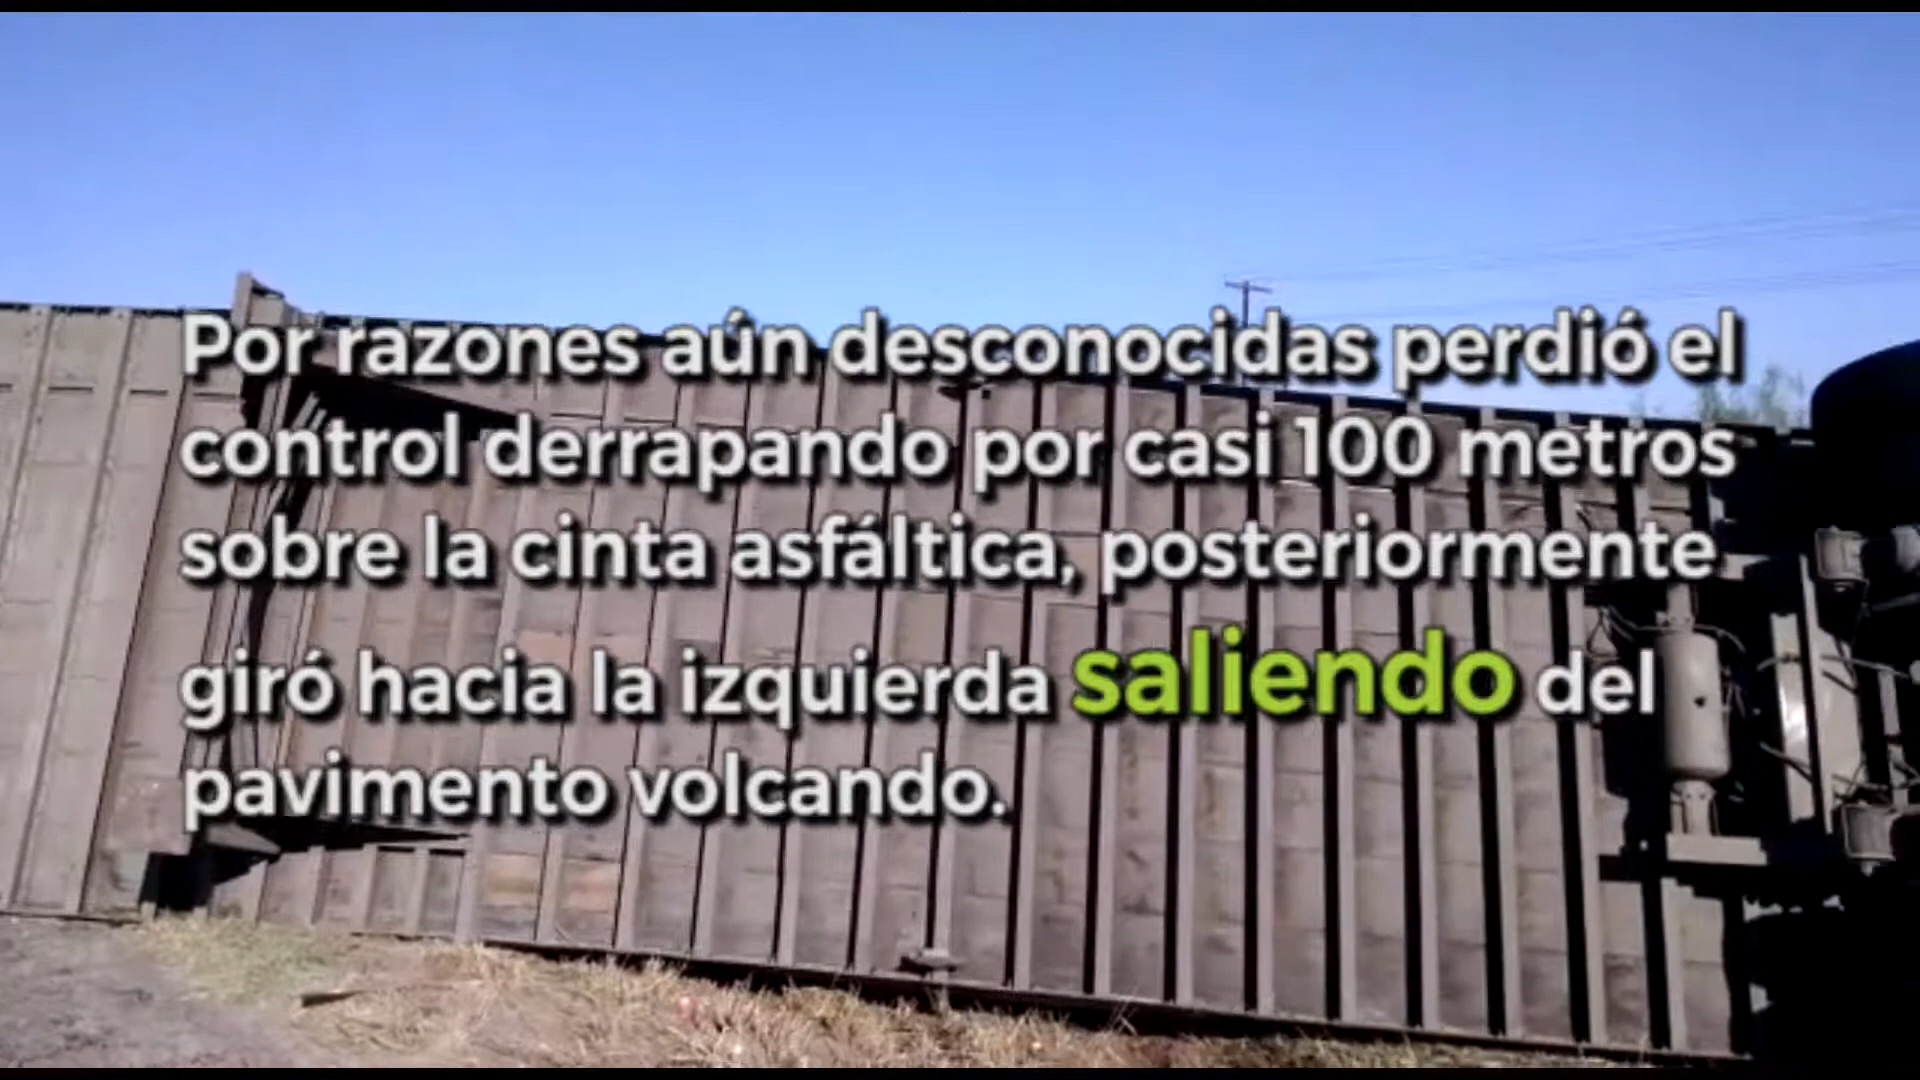 Por razones aún desconocidas perdió el
control derrapando por casi 100 metros
sobre la cinta asfáltica, posteriormente
giró hacia la izquierda saliendo del
pavimento volcando.